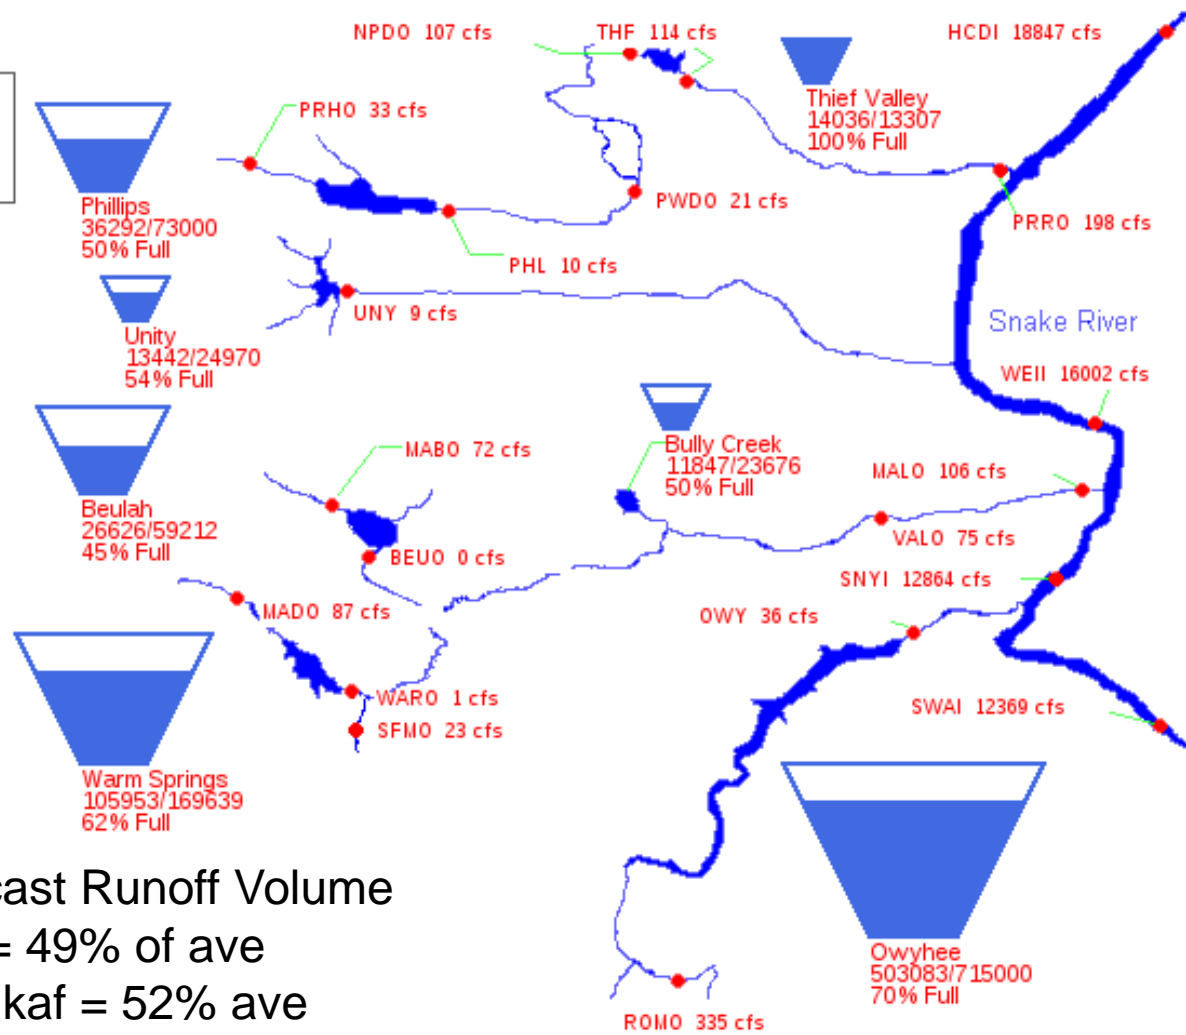 NPDO 107 cfs
THF 114 cfs
HCDI 18847 cfs
PRHO 33 cfs
Thief Valley
14036/13307
100% Full
Phillips
36292/73000
50% Full
PWDO 21 cfs
PRRO 198 cfs
PHL 10 cfs
UNY 9 cfs
Snake River
Unity
13442/24970
54% Full
WEII 16002 cfs
MABO 72 cfs
Bully Creek
11847/23676
50% Full
MALO 106 cfs
Beulah
26626/59212
45% Full
VALO 75 cfs
BEUO 0 cfs
SNYI 12864 cfs
MADO 87 cfs
OWY 36 cfs
WARO 1 cfs
SFMO 23 cfs
SWAI 12369 cfs
Warm Springs
105953/169639
62% Full
cast Runoff Volume
= 49% of ave
kaf = 52% ave
Owyhee
503083/715000
70% Full
ROMO 335 cfs